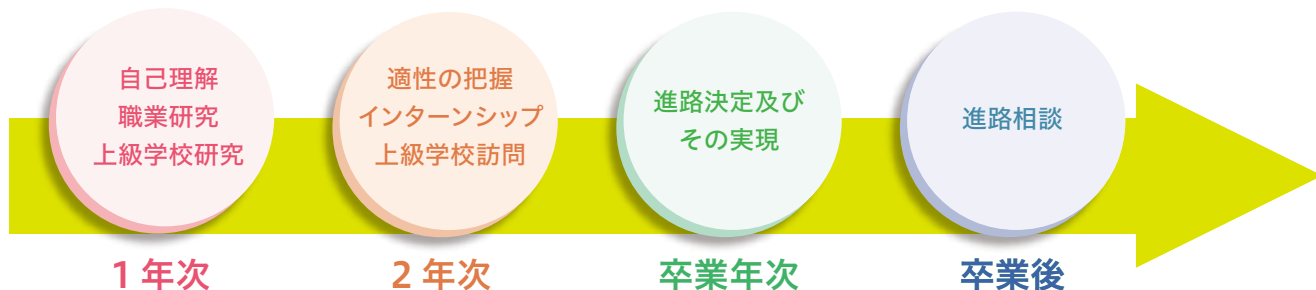 自己理解
職業研究
上級学校研究
適性の把握
インターンシップ
上級学校訪問
進路決定及び
その実現
進路相談
1 年次
2 年次
卒業年次
卒業後